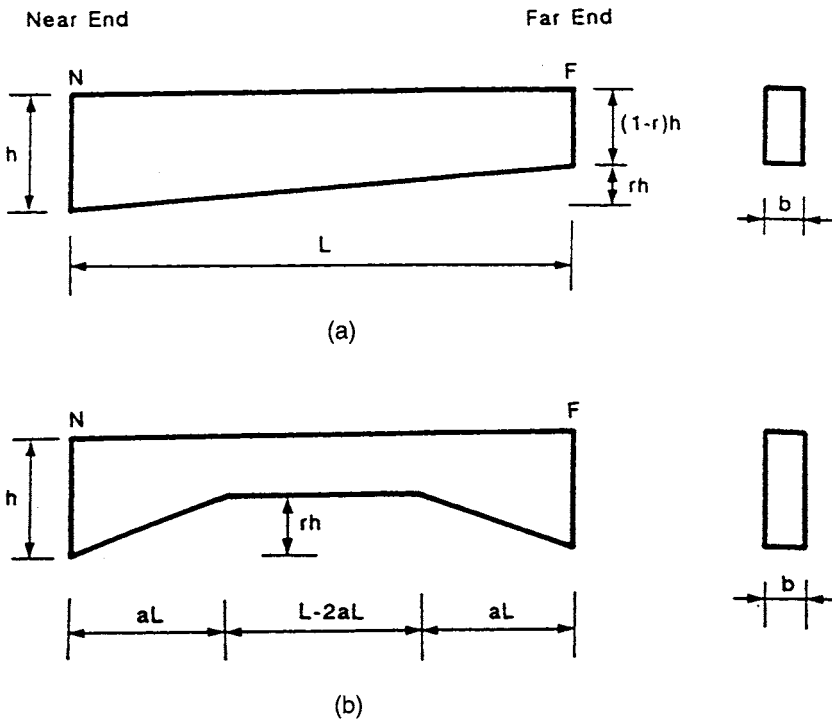 Near End Far End
N F
h (1-r)h
rh
b
L
(a)
N F
h rh
b
aL L-2aL aL
(b)